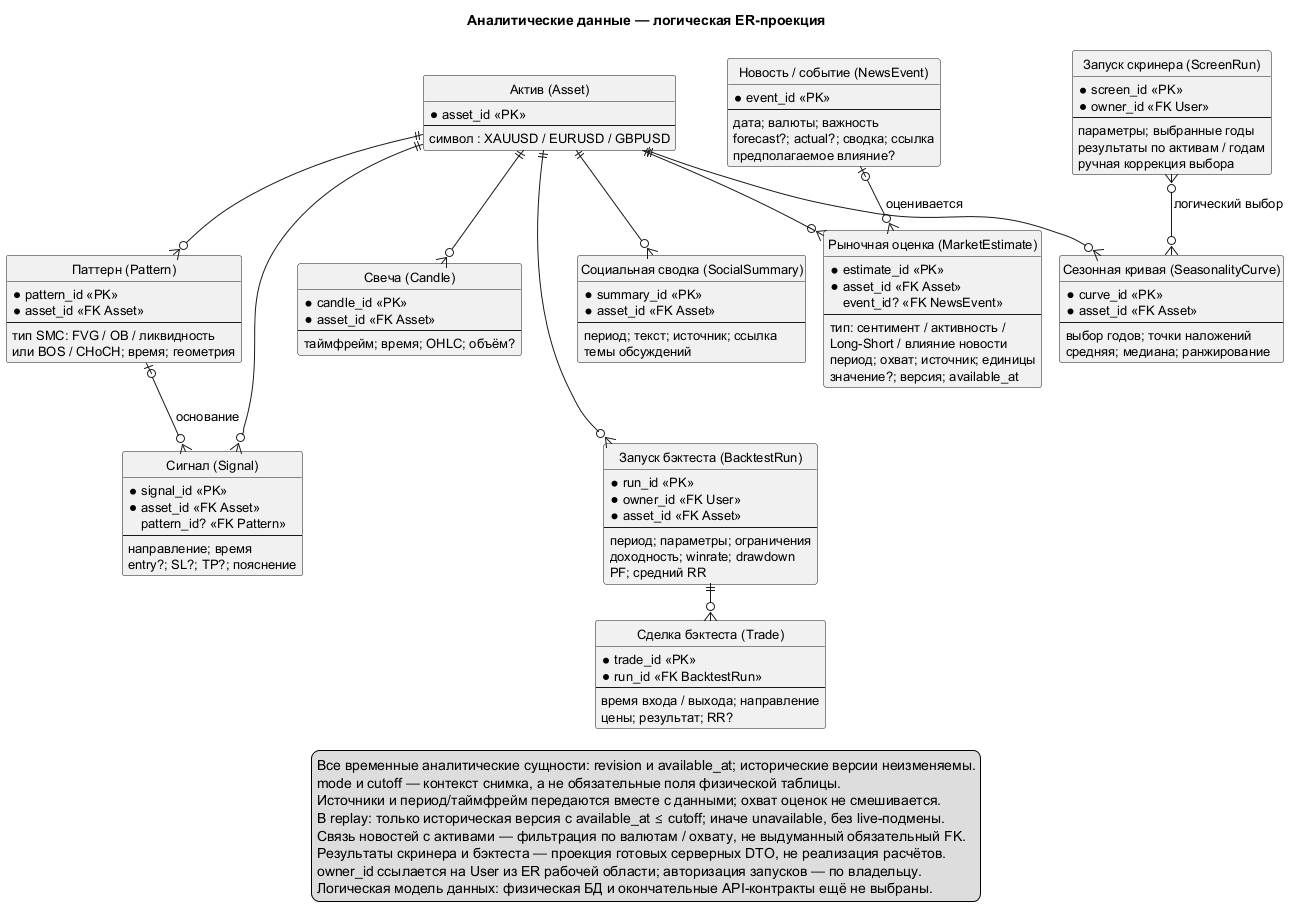 Аналитические данные — логическая ER-проекция
Актив (Asset)
asset_id «PK»
символ : XAUUSD / EURUSD / GBPUSD
Новость / событие (NewsEvent)
event_id «PK»
дата; валюты; важность
forecast?; actual?; сводка; ссылка
предполагаемое влияние?
Запуск скринера (ScreenRun)
screen_id «PK»
owner_id «FK User»
параметры; выбранные годы
результаты по активам / годам
ручная коррекция выбора
оценивается
логический выбор
Паттерн (Pattern)
pattern_id «PK»
asset_id «FK Asset»
тип SMC: FVG / OB / ликвидность
или BOS / CHoCH; время; геометрия
Свеча (Candle)
candle_id «PK»
asset_id «FK Asset»
таймфрейм; время; OHLC; объём?
Социальная сводка (SocialSummary)
summary_id «PK»
asset_id «FK Asset»
период; текст; источник; ссылка
темы обсуждений
Рыночная оценка (MarketEstimate)
estimate_id «PK»
asset_id «FK Asset»
event_id? «FK NewsEvent»
тип: сентимент / активность /
Long-Short / влияние новости
период; охват; источник; единицы
значение?; версия; available_at
Сезонная кривая (SeasonalityCurve)
curve_id «PK»
asset_id «FK Asset»
выбор годов; точки наложений
средняя; медиана; ранжирование
основание
Сигнал (Signal)
signal_id «PK»
asset_id «FK Asset»
pattern_id? «FK Pattern»
направление; время
entry?; SL?; TP?; пояснение
Запуск бэктеста (BacktestRun)
run_id «PK»
owner_id «FK User»
asset_id «FK Asset»
период; параметры; ограничения
доходность; winrate; drawdown
PF; средний RR
Сделка бэктеста (Trade)
trade_id «PK»
run_id «FK BacktestRun»
время входа / выхода; направление
цены; результат; RR?
Все временные аналитические сущности: revision и available_at; исторические версии неизменяемы.
mode и cutoff — контекст снимка, а не обязательные поля физической таблицы.
Источники и период/таймфрейм передаются вместе с данными; охват оценок не смешивается.
В replay: только историческая версия с available_at ≤ cutoff; иначе unavailable, без live-подмены.
Связь новостей с активами — фильтрация по валютам / охвату, не выдуманный обязательный FK.
Результаты скринера и бэктеста — проекция готовых серверных DTO, не реализация расчётов.
owner_id ссылается на User из ER рабочей области; авторизация запусков — по владельцу.
Логическая модель данных: физическая БД и окончательные API-контракты ещё не выбраны.